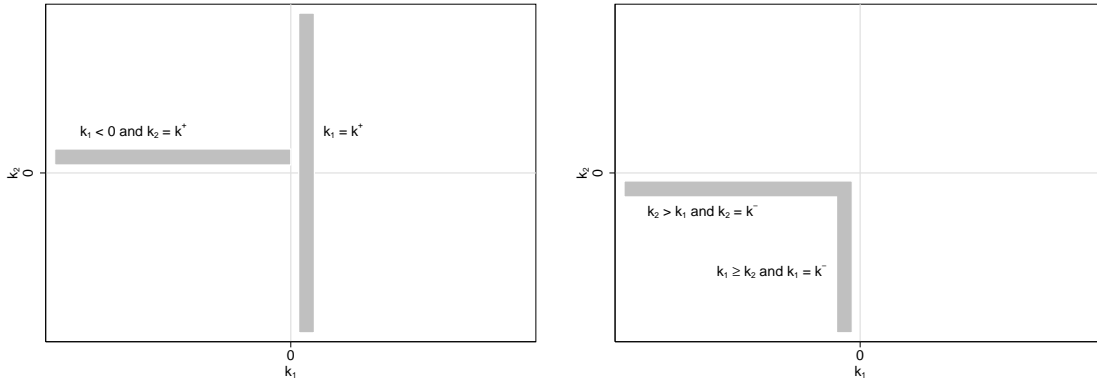 k₁ < 0 and k₂ = k⁺
k₁ = k⁺
k₂
0
0
k₁
k₂ > k₁ and k₂ = k⁻
k₁ ≥ k₂ and k₁ = k⁻
k₂
0
0
k₁